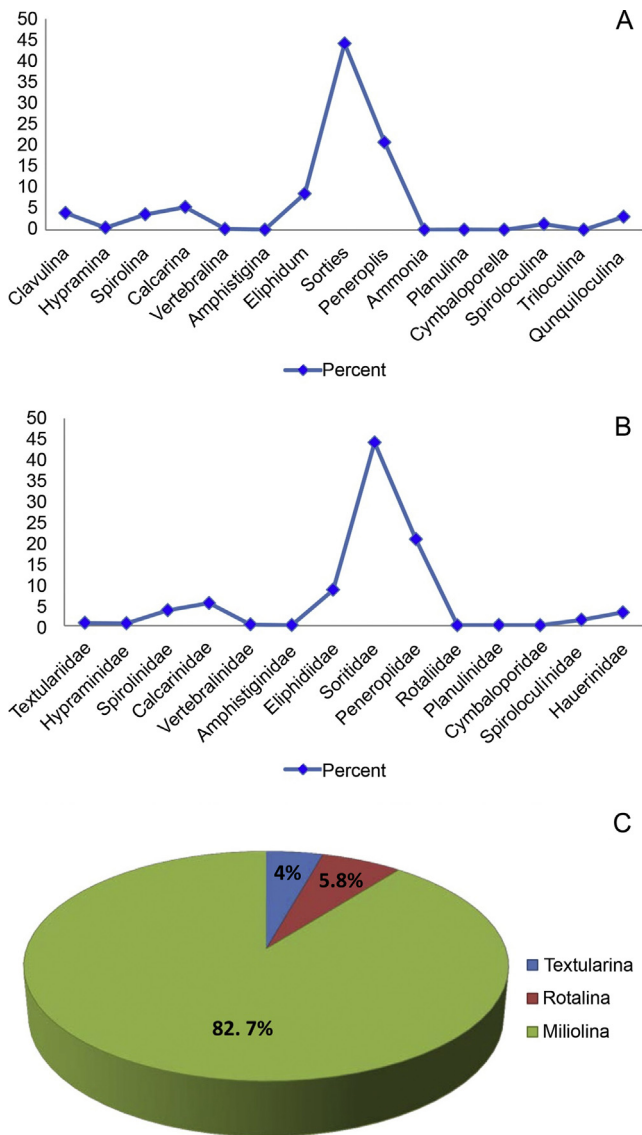 A
50
45
40
35
30
25
20
15
10
5
0
Clavulina
Hypramina
Spirolina
Calcarina
Vertebralina
Amphistigina
Eliphidum
Sorties
Peneroplis
Ammonia
Planulina
Cymbaloporella
Spiroloculina
Triloculina
Qunquiloculina
Percent
B
50
45
40
35
30
25
20
15
10
5
0
Textulariidae
Hypraminidae
Spirolinidae
Calcarinidae
Vertebralinidae
Amphistiginidae
Eliphidiidae
Soritidae
Peneroplidae
Rotaliidae
Planulinidae
Cymbaloporidae
Spiroloculinidae
Hauerinidae
Percent
C
4%
5.8%
82. 7%
Textularina
Rotalina
Miliolina